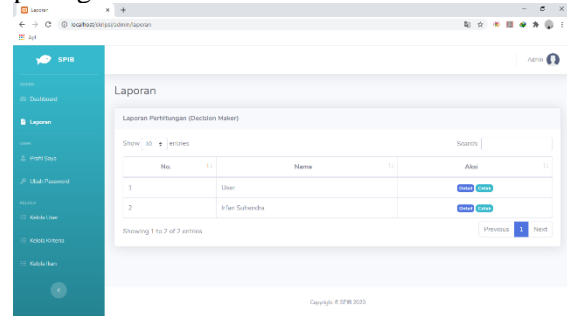 Laporan
localhost/skripsi/admin/laporan
Apl
SPIB
Admin
Dashboard
Laporan
Profil Saya
Ubah Password
Kelola User
Kelola Kriteria
Kelola Ikan
Laporan
Laporan Perhitungan (Decision Maker)
Show 10 entries
Search:
No. Nama Aksi
1 User Detail Cetak
2 Irfan Suhendra Detail Cetak
Showing 1 to 2 of 2 entries
Previous 1 Next
Copyright © SPIB 2020